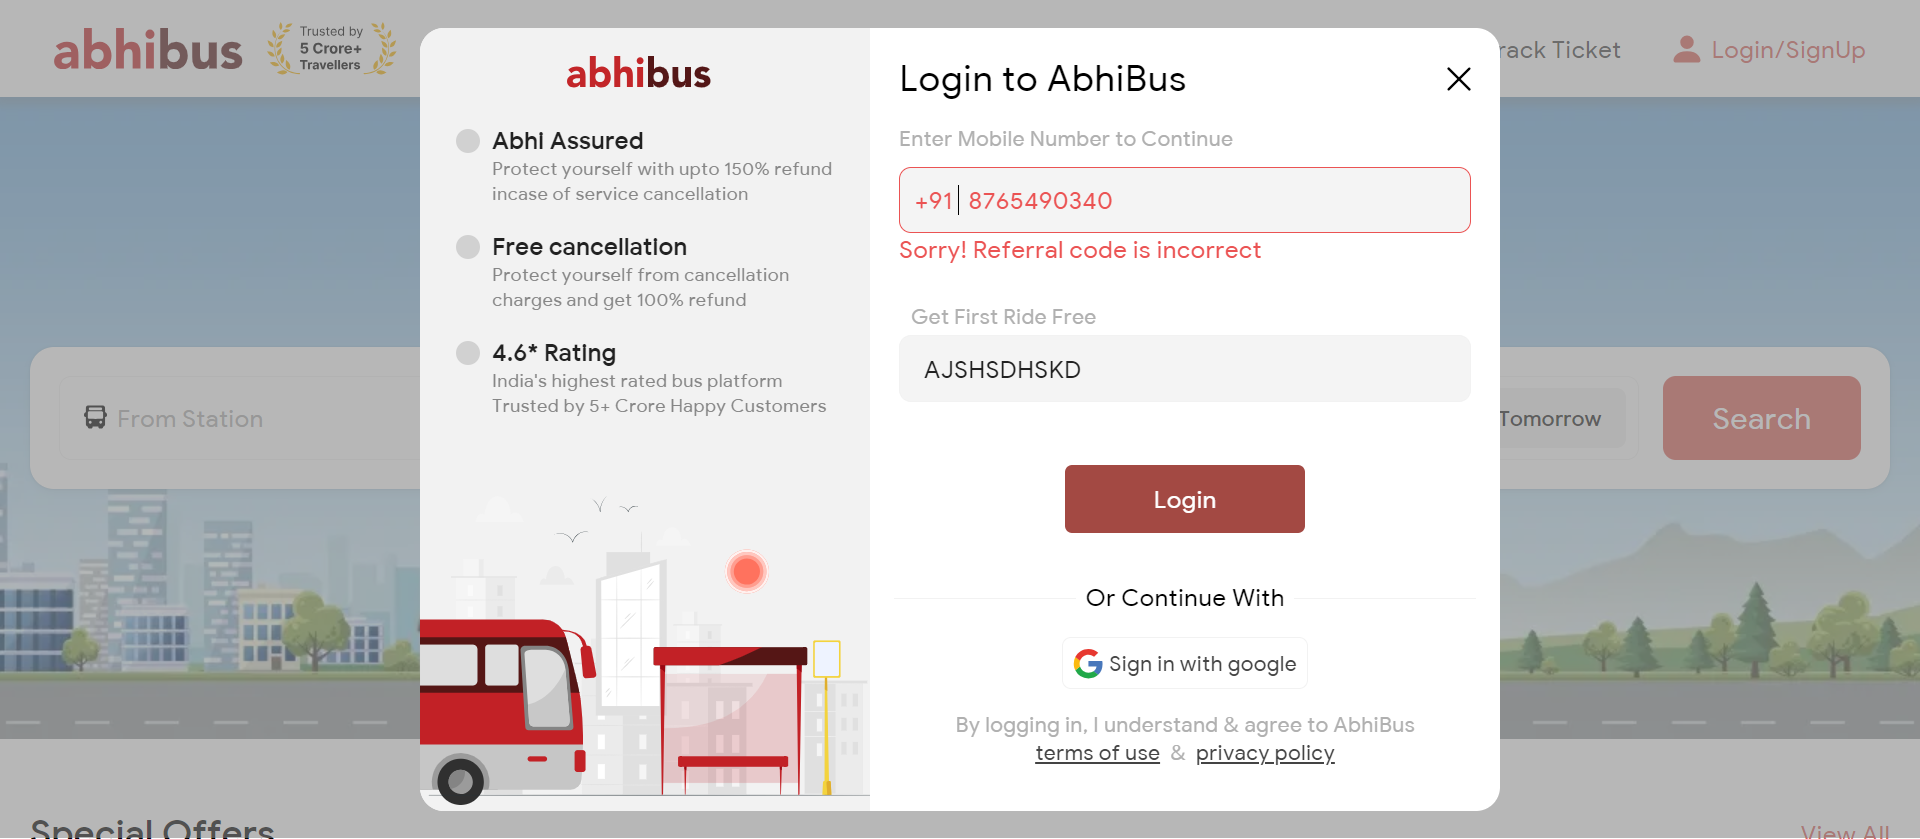 abhibus
Trusted by
5 Crore+
Travellers
rack Ticket
Login/SignUp
From Station
Tomorrow
Search
abhibus
Abhi Assured
Protect yourself with upto 150% refund
incase of service cancellation
Free cancellation
Protect yourself from cancellation
charges and get 100% refund
4.6* Rating
India's highest rated bus platform
Trusted by 5+ Crore Happy Customers
Login to AbhiBus
Enter Mobile Number to Continue
+91 8765490340
Sorry! Referral code is incorrect
Get First Ride Free
AJSHSDHSKD
Login
Or Continue With
Sign in with google
By logging in, I understand & agree to AbhiBus
terms of use & privacy policy
Special Offers
View All